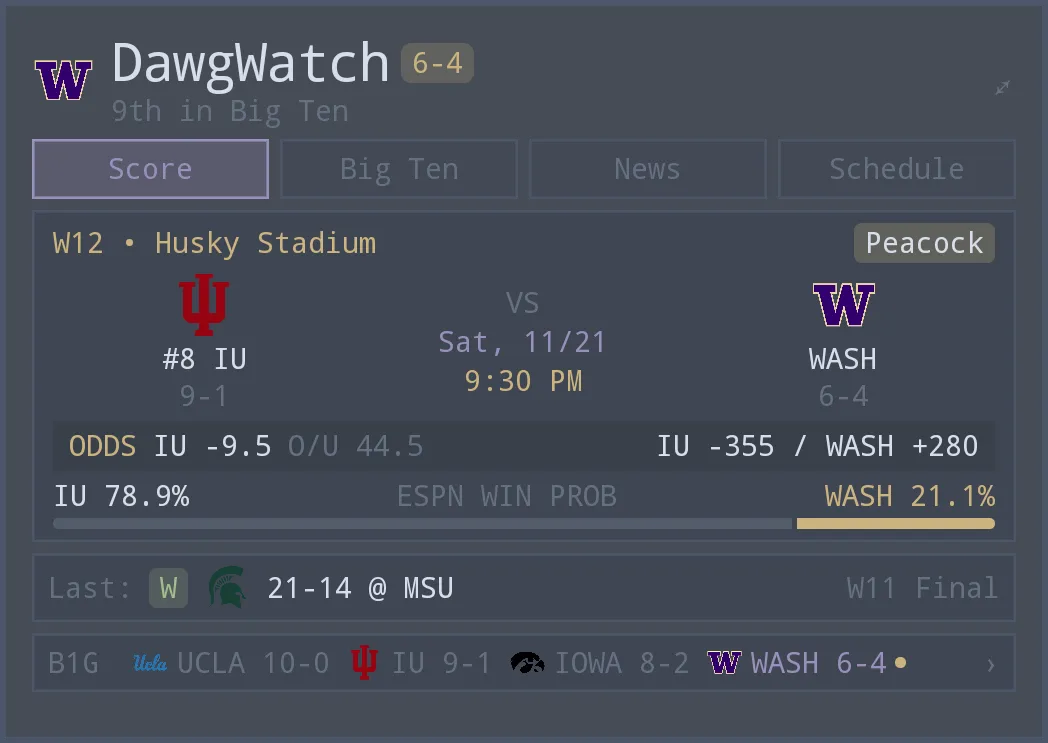 W DawgWatch 6-4
9th in Big Ten
Score Big Ten News Schedule
W12 • Husky Stadium Peacock
VS
Sat, 11/21
W
#8 IU WASH
9:30 PM
9-1 6-4
ODDS IU -9.5 O/U 44.5 IU -355 / WASH +280
IU 78.9% ESPN WIN PROB WASH 21.1%
Last: W 21-14 @ MSU W11 Final
B1G Ucla UCLA 10-0 IU 9-1 IOWA 8-2 W WASH 6-4 • ›